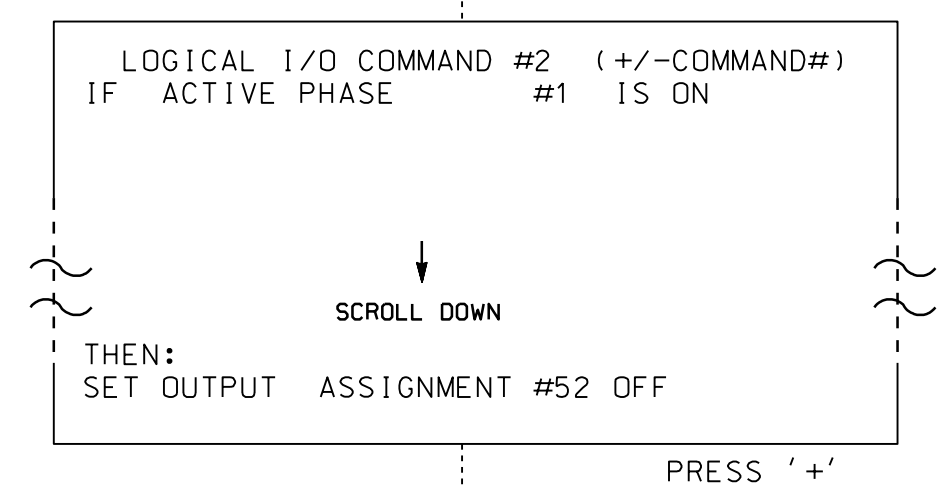 LOGICAL I/O COMMAND #2 (+/-COMMAND#)
IF ACTIVE PHASE #1 IS ON
SCROLL DOWN
THEN:
SET OUTPUT ASSIGNMENT #52 OFF
PRESS '+'